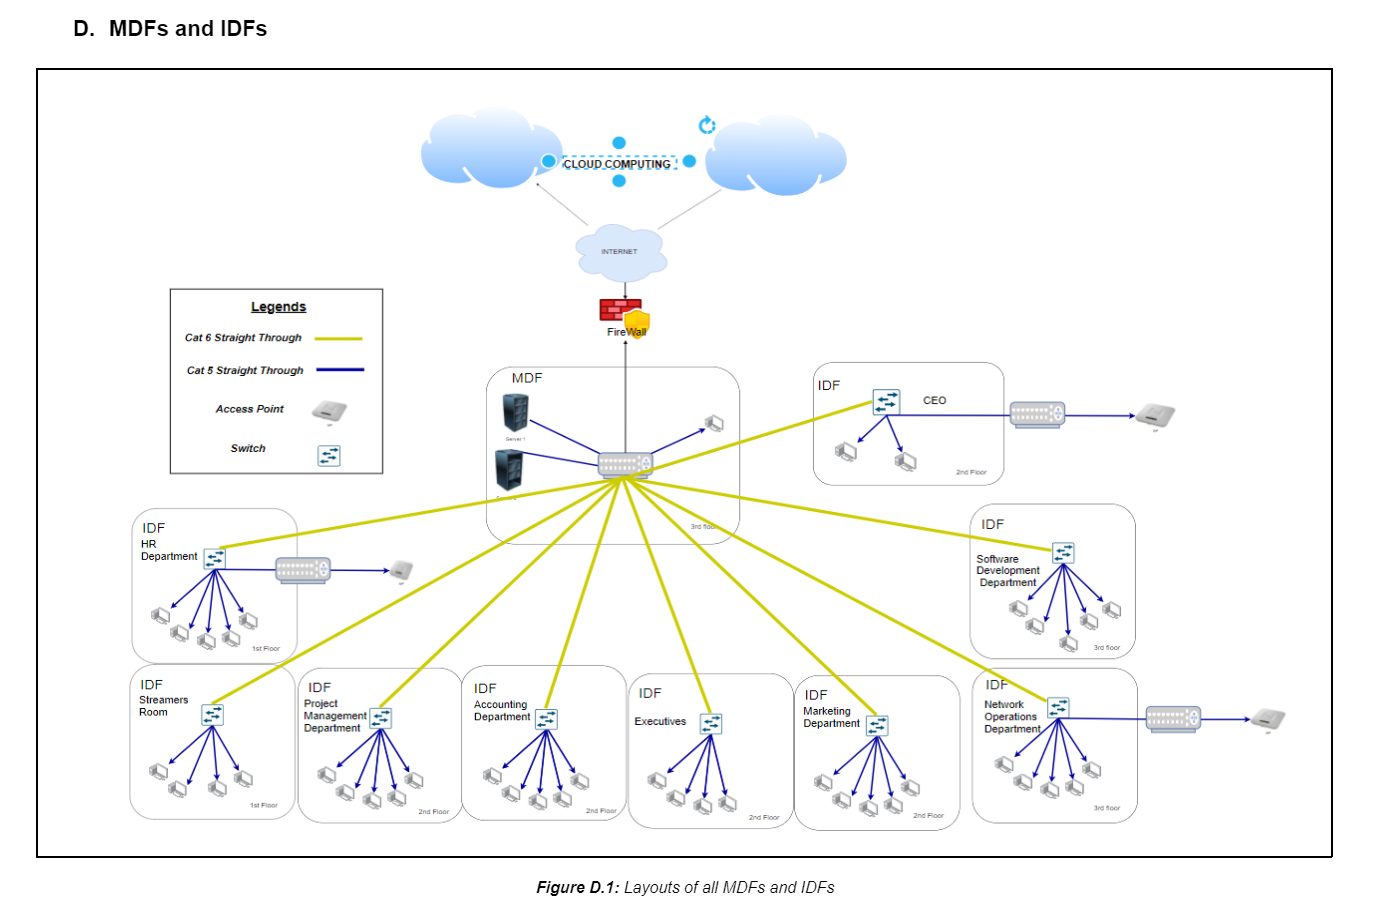 D. MDFs and IDFs
CLOUD COMPUTING
INTERNET
FireWall
Legends
Cat 6 Straight Through
Cat 5 Straight Through
Access Point
Switch
MDF
Server 1
3rd floor
IDF
CEO
2nd Floor
IDF
HR
Department
1st Floor
IDF
Software
Development
Department
3rd floor
IDF
Streamers
Room
1st Floor
IDF
Project
Management
Department
2nd Floor
IDF
Accounting
Department
2nd Floor
IDF
Executives
2nd Floor
IDF
Marketing
Department
2nd Floor
IDF
Network
Operations
Department
3rd floor
Figure D.1: Layouts of all MDFs and IDFs